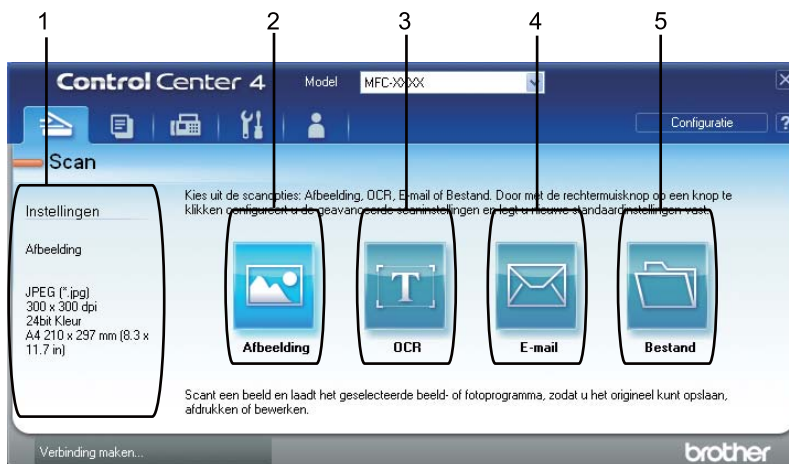 1 2 3 4 5
Control Center 4 Model MFC-XXXX
Configuratie ?
Scan
Instellingen
Afbeelding
JPEG (*.jpg)
300 x 300 dpi
24bit Kleur
A4 210 x 297 mm (8.3 x
11.7 in)
Kies uit de scanopties: Afbeelding, OCR, E-mail of Bestand. Door met de rechtermuisknop op een knop te
klikken configureert u de geavanceerde scaninstellingen en legt u nieuwe standaardinstellingen vast.
T
Afbeelding OCR E-mail Bestand
Scant een beeld en laadt het geselecteerde beeld- of fotoprogramma, zodat u het origineel kunt opslaan,
afdrukken of bewerken.
Verbinding maken... brother